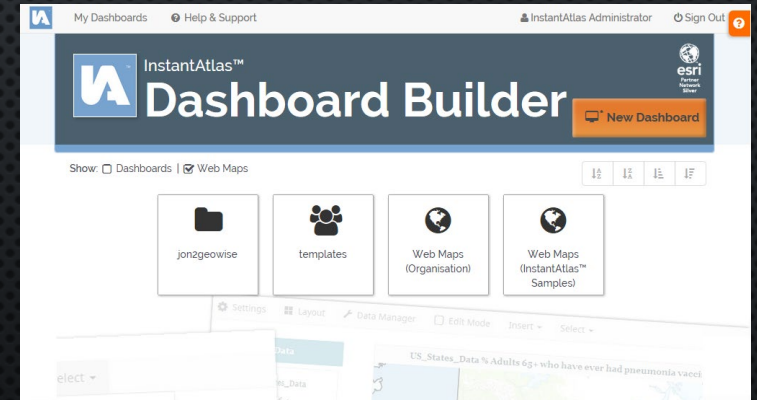 My Dashboards Help & Support InstantAtlas Administrator Sign Out
InstantAtlas™
Dashboard Builder
esri
Partner
Network
Silver
New Dashboard
Show: Dashboards | Web Maps
jon2geowise
templates
Web Maps
(Organisation)
Web Maps
(InstantAtlas™
Samples)
Settings Layout Data Manager Edit Mode Insert Select
Data
US_States_Data % Adults 65+ who have ever had pneumonia vacci
elect
es_Data